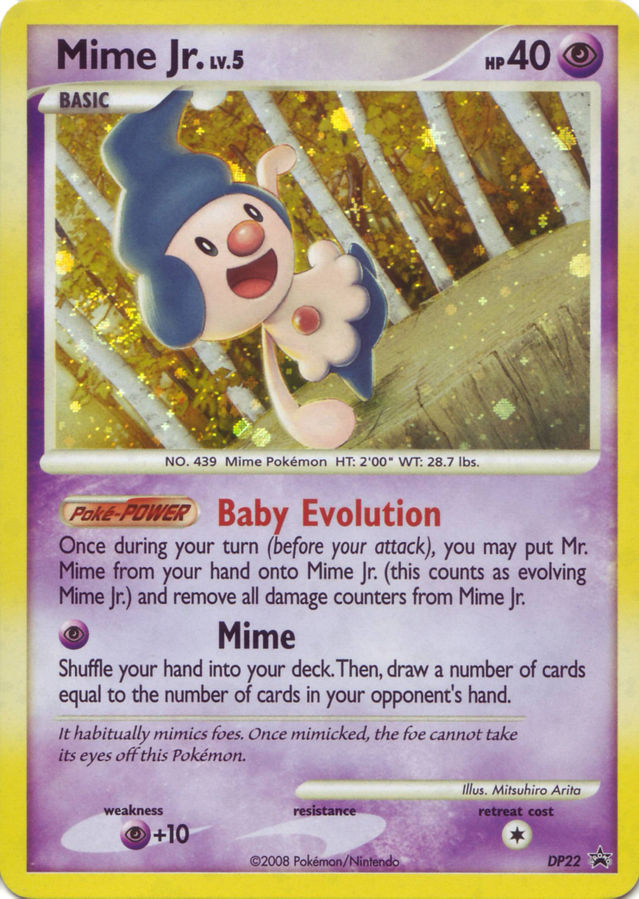 Mime Jr. LV.5 HP 40
BASIC
NO. 439 Mime Pokémon HT: 2'00" WT: 28.7 lbs.
Poké-POWER Baby Evolution
Once during your turn (before your attack), you may put Mr.
Mime from your hand onto Mime Jr. (this counts as evolving
Mime Jr.) and remove all damage counters from Mime Jr.
Mime
Shuffle your hand into your deck. Then, draw a number of cards
equal to the number of cards in your opponent's hand.
It habitually mimics foes. Once mimicked, the foe cannot take
its eyes off this Pokémon.
Illus. Mitsuhiro Arita
weakness resistance retreat cost
+10
©2008 Pokémon/Nintendo DP22